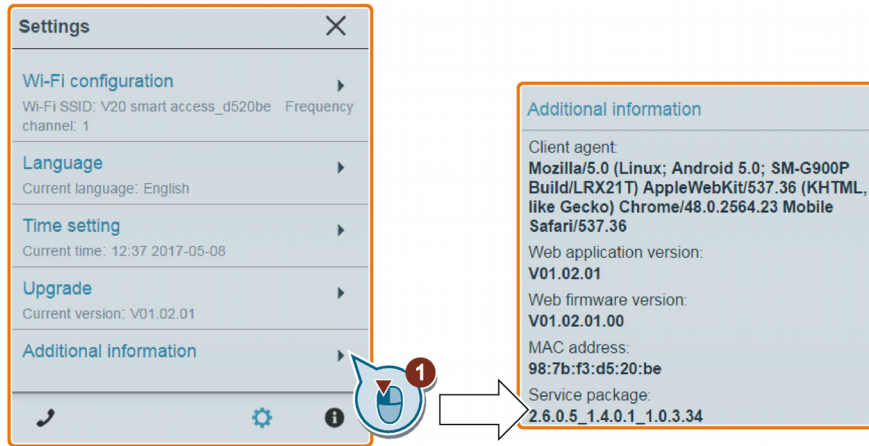 Settings
Wi-Fi configuration
Wi-Fi SSID: V20 smart access_d520be Frequency
channel: 1
Language
Current language: English
Time setting
Current time: 12:37 2017-05-08
Upgrade
Current version: V01.02.01
Additional information
1
Additional information
Client agent:
Mozilla/5.0 (Linux; Android 5.0; SM-G900P
Build/LRX21T) AppleWebKit/537.36 (KHTML,
like Gecko) Chrome/48.0.2564.23 Mobile
Safari/537.36
Web application version:
V01.02.01
Web firmware version:
V01.02.01.00
MAC address:
98:7b:f3:d5:20:be
Service package:
2.6.0.5_1.4.0.1_1.0.3.34